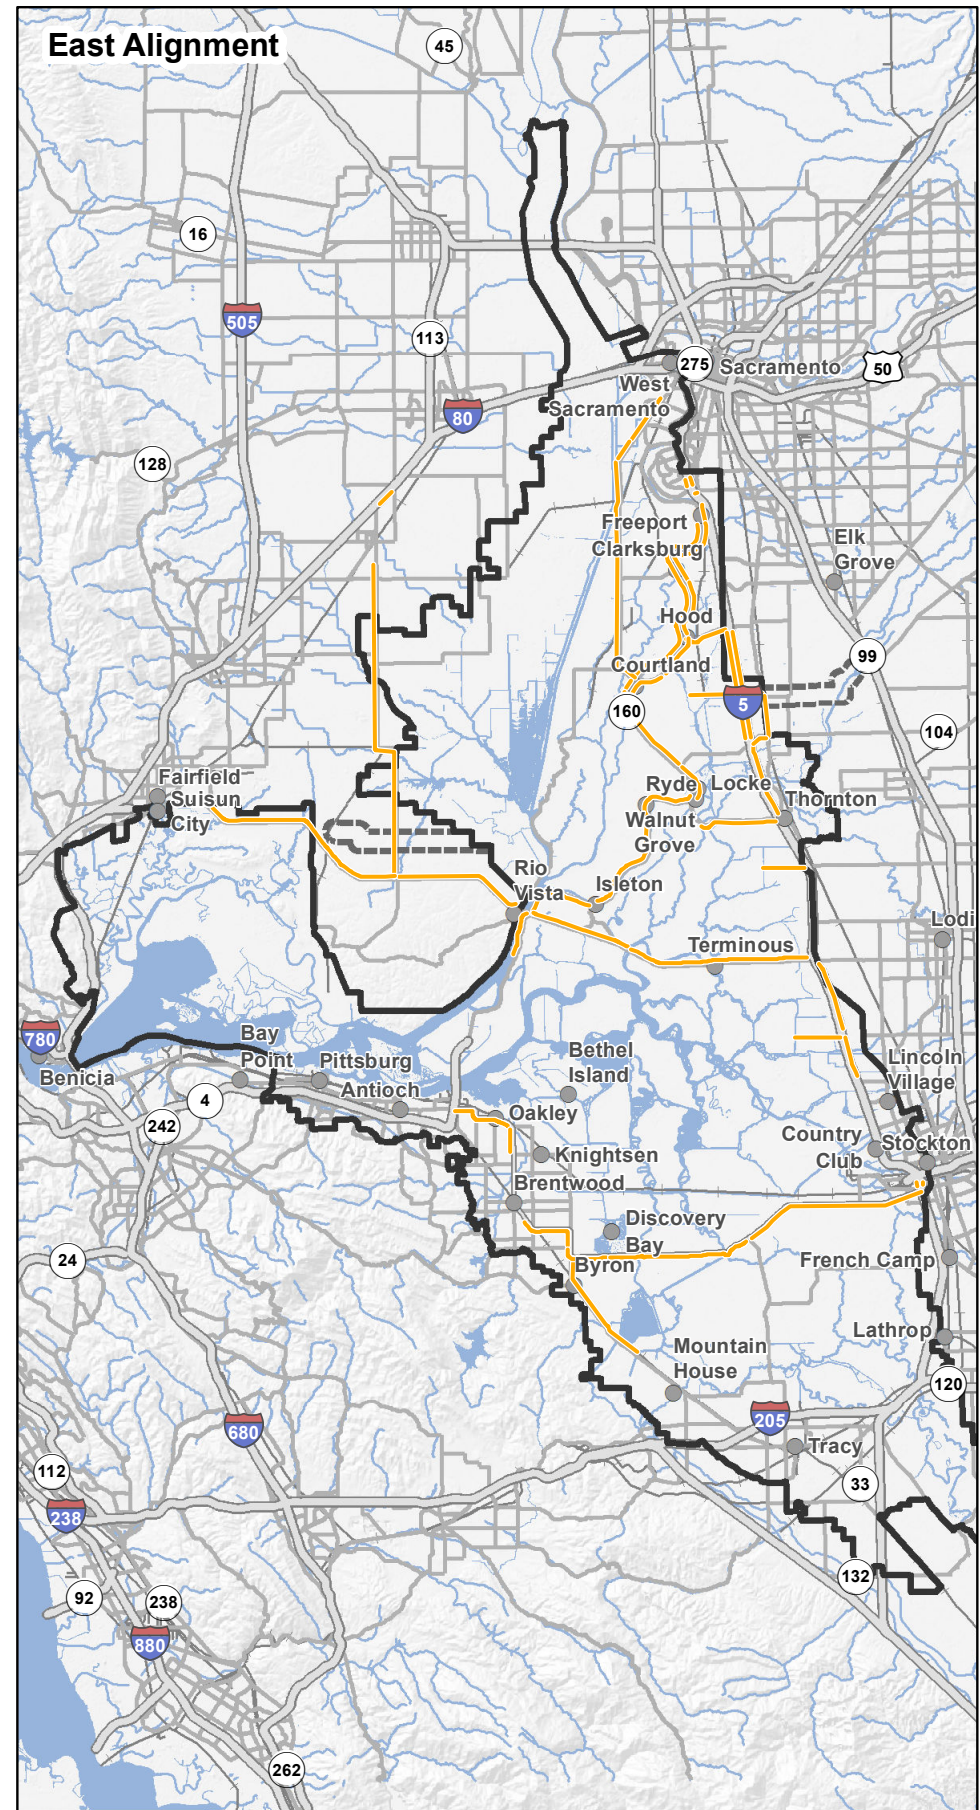 East Alignment
45
16
505
113
275
Sacramento
50
West
Sacramento
80
128
Freeport
Clarksburg
Elk
Grove
Hood
99
Courtland
5
160
104
Fairfield
Suisun
City
Ryde
Locke
Thornton
Walnut
Grove
Rio
Vista
Isleton
Lodi
Terminous
780
Bay
Point
Benicia
Pittsburg
Antioch
Bethel
Island
Lincoln
Village
4
242
Oakley
Country
Club
Stockton
Knightsen
Brentwood
Discovery
Bay
24
Byron
French Camp
Lathrop
Mountain
House
120
680
205
Tracy
112
33
238
132
92
238
880
262